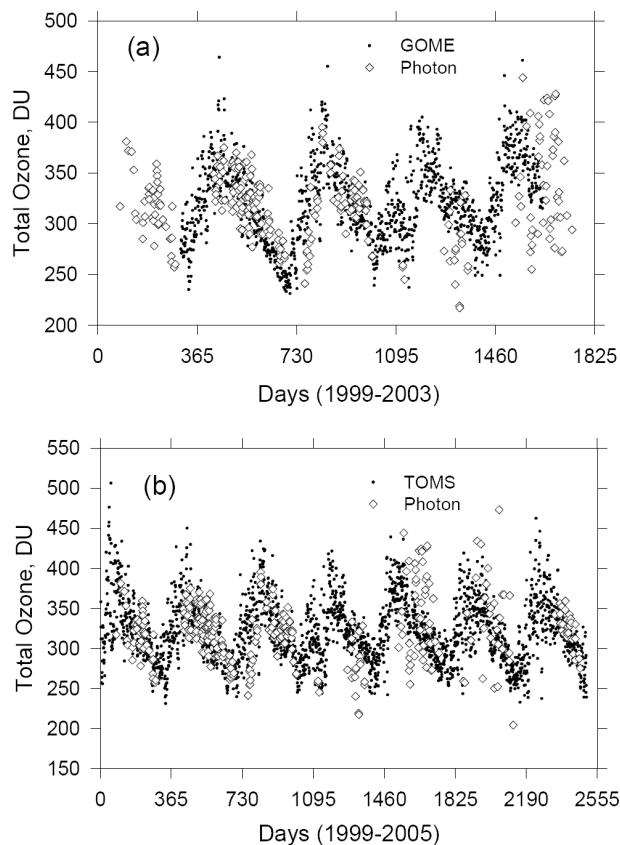 500
450
400
350
300
250
200
Total Ozone, DU
(a)
GOME
Photon
0 365 730 1095 1460 1825
Days (1999-2003)
550
500
450
400
350
300
250
200
150
Total Ozone, DU
(b)
TOMS
Photon
0 365 730 1095 1460 1825 2190 2555
Days (1999-2005)